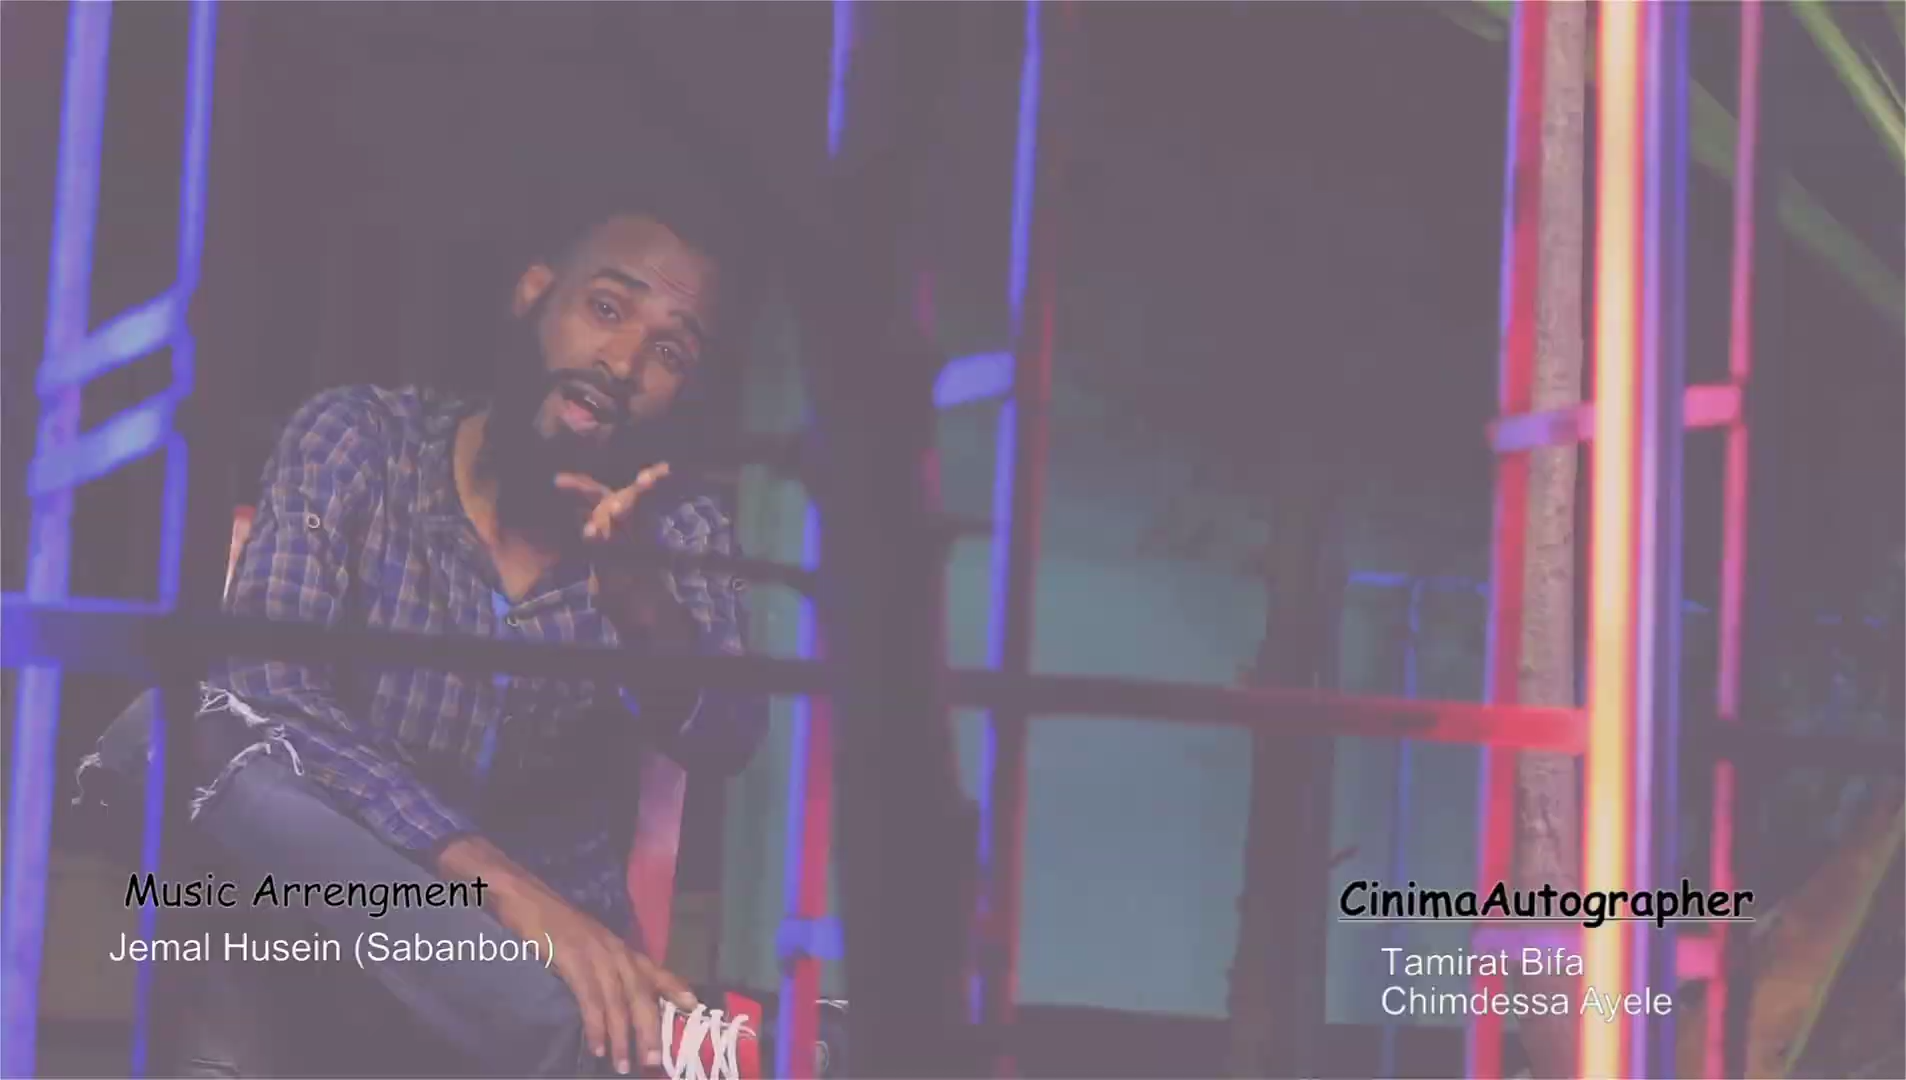 Music Arrengment
Jemal Husein (Sabanbon)
CinimaAutographer
Tamirat Bifa
Chimdessa Ayele